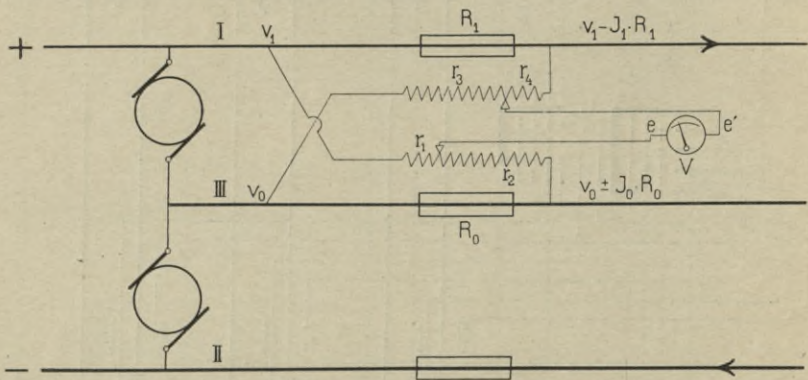 + I v₁ R₁ v₁–J₁·R₁
r₃ r₄
r₁ e e′
r₂ V
III v₀ v₀ ± J₀·R₀
R₀
– II